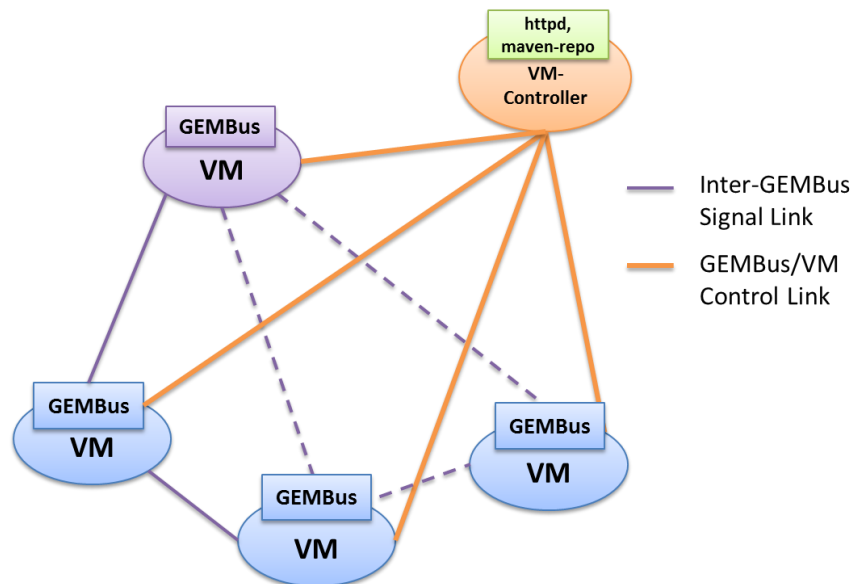 httpd,
maven-repo
VM-
Controller
GEMBus
VM
Inter-GEMBus
Signal Link
GEMBus/VM
Control Link
GEMBus
VM
GEMBus
VM
GEMBus
VM